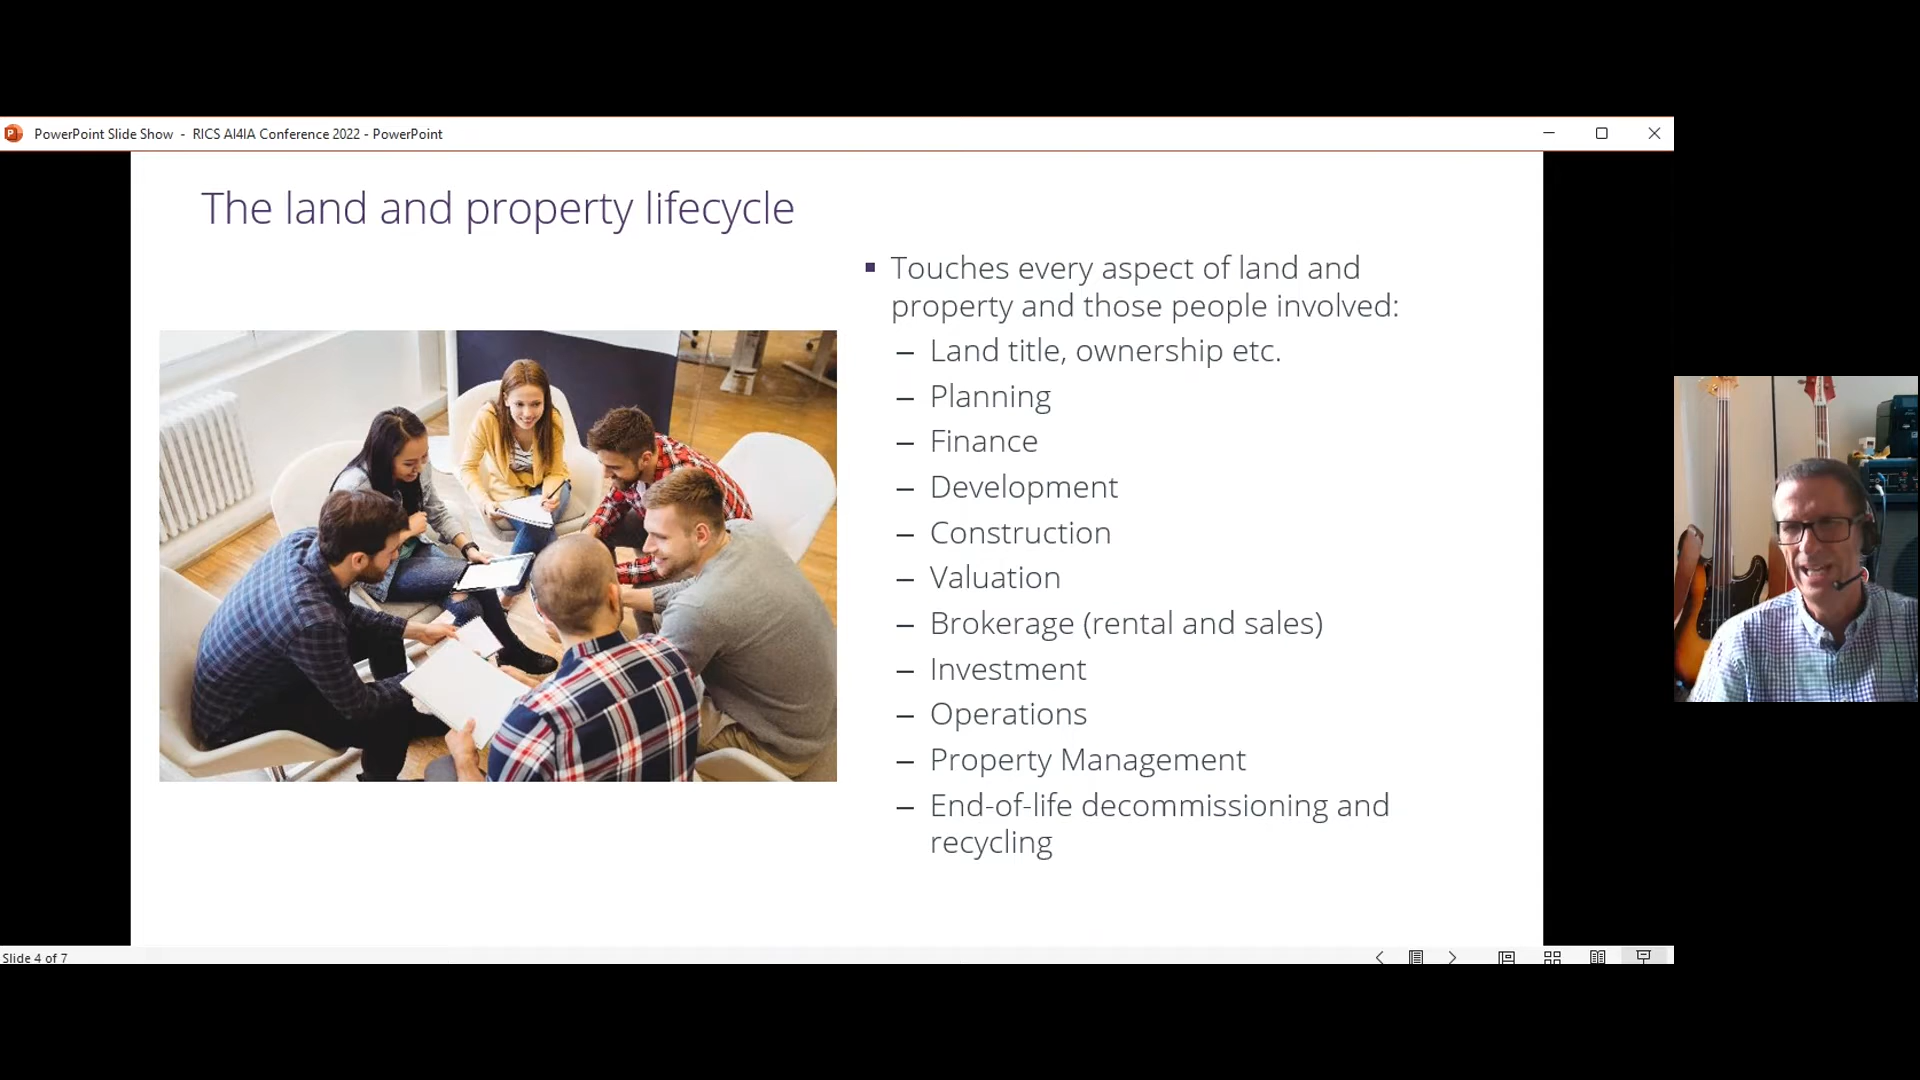 PowerPoint Slide Show - RICS AI4IA Conference 2022 - PowerPoint
The land and property lifecycle
▪ Touches every aspect of land and
property and those people involved:
– Land title, ownership etc.
– Planning
– Finance
– Development
– Construction
– Valuation
– Brokerage (rental and sales)
– Investment
– Operations
– Property Management
– End-of-life decommissioning and
recycling
Slide 4 of 7